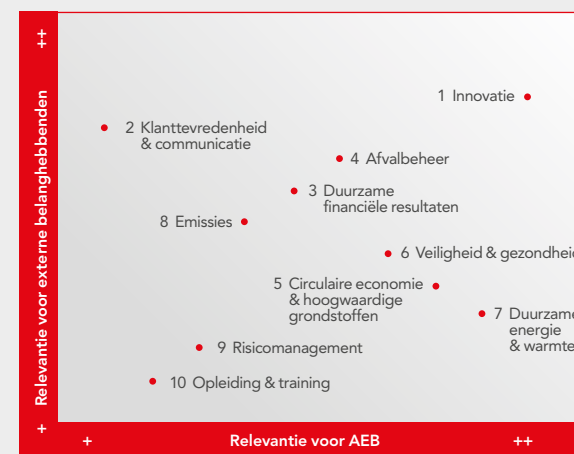 ++
Relevantie voor externe belanghebbenden
+
1 Innovatie
2 Klanttevredenheid
& communicatie
4 Afvalbeheer
3 Duurzame
financiële resultaten
8 Emissies
6 Veiligheid & gezondheid
5 Circulaire economie
& hoogwaardige
grondstoffen
7 Duurzame
energie
& warmte
9 Risicomanagement
10 Opleiding & training
+
Relevantie voor AEB
++